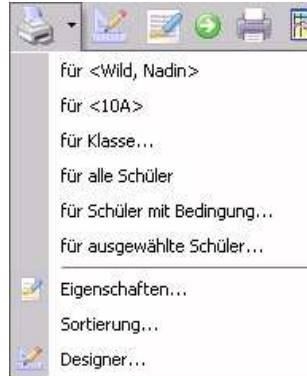 für <Wild, Nadin>
für <10A>
für Klasse...
für alle Schüler
für Schüler mit Bedingung...
für ausgewählte Schüler...
Eigenschaften...
Sortierung...
Designer...